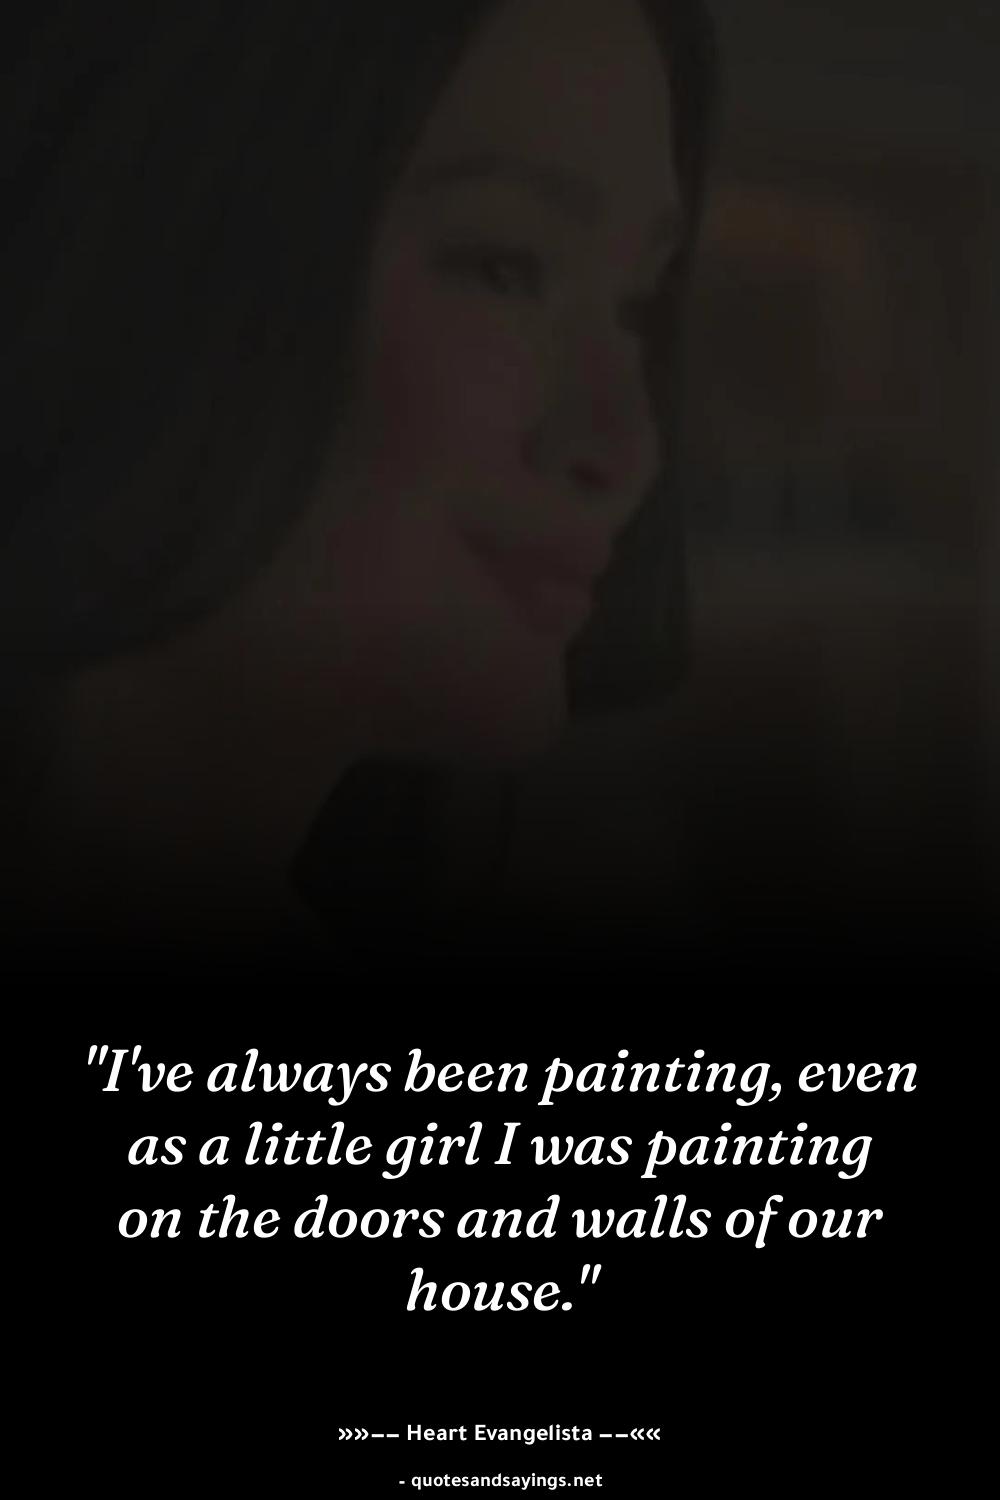 "I've always been painting, even
as a little girl I was painting
on the doors and walls of our
house."
»»−− Heart Evangelista −−««
- quotesandsayings.net